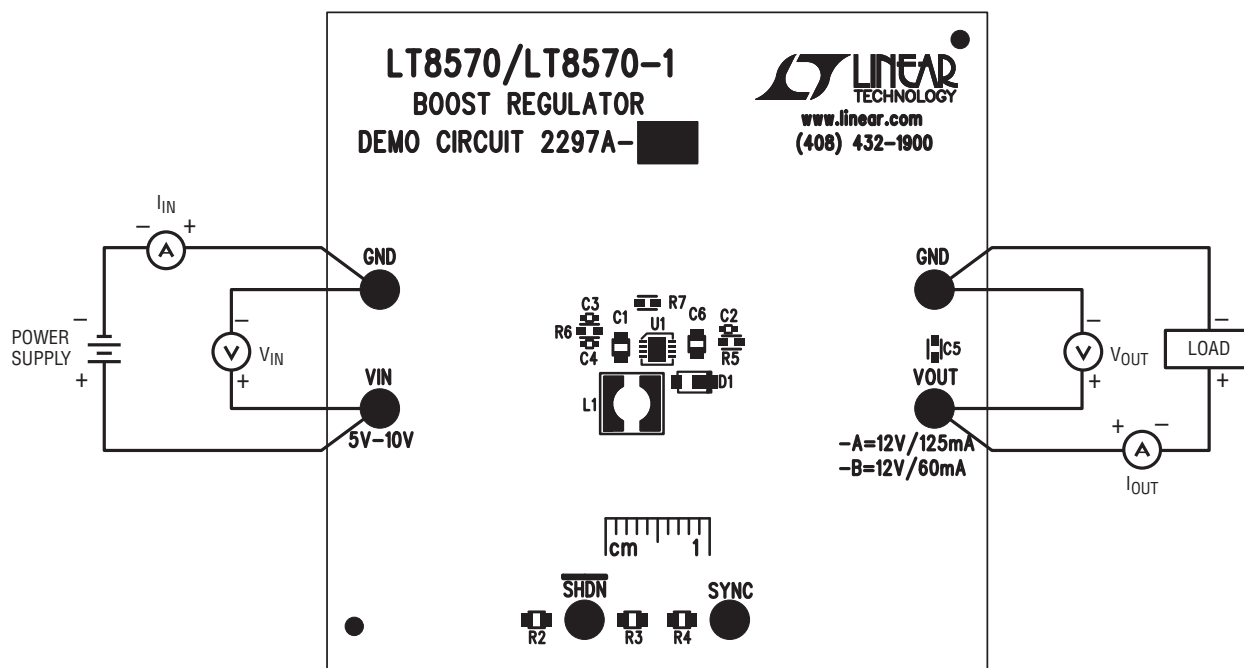 LT8570/LT8570-1
BOOST REGULATOR
DEMO CIRCUIT 2297A-
LINEAR
TECHNOLOGY
www.linear.com
(408) 432-1900
IIN
− +
A
GND
GND
−
POWER
SUPPLY
+
−
V
VIN
+
VIN
5V-10V
C3
R7
C1
U1
C6
C2
R6
C4
R5
L1
D1
C5
VOUT
−
V
VOUT
+
−
LOAD
+
+ −
A
IOUT
-A=12V/125mA
-B=12V/60mA
cm 1
SHDN
SYNC
R2
R3
R4